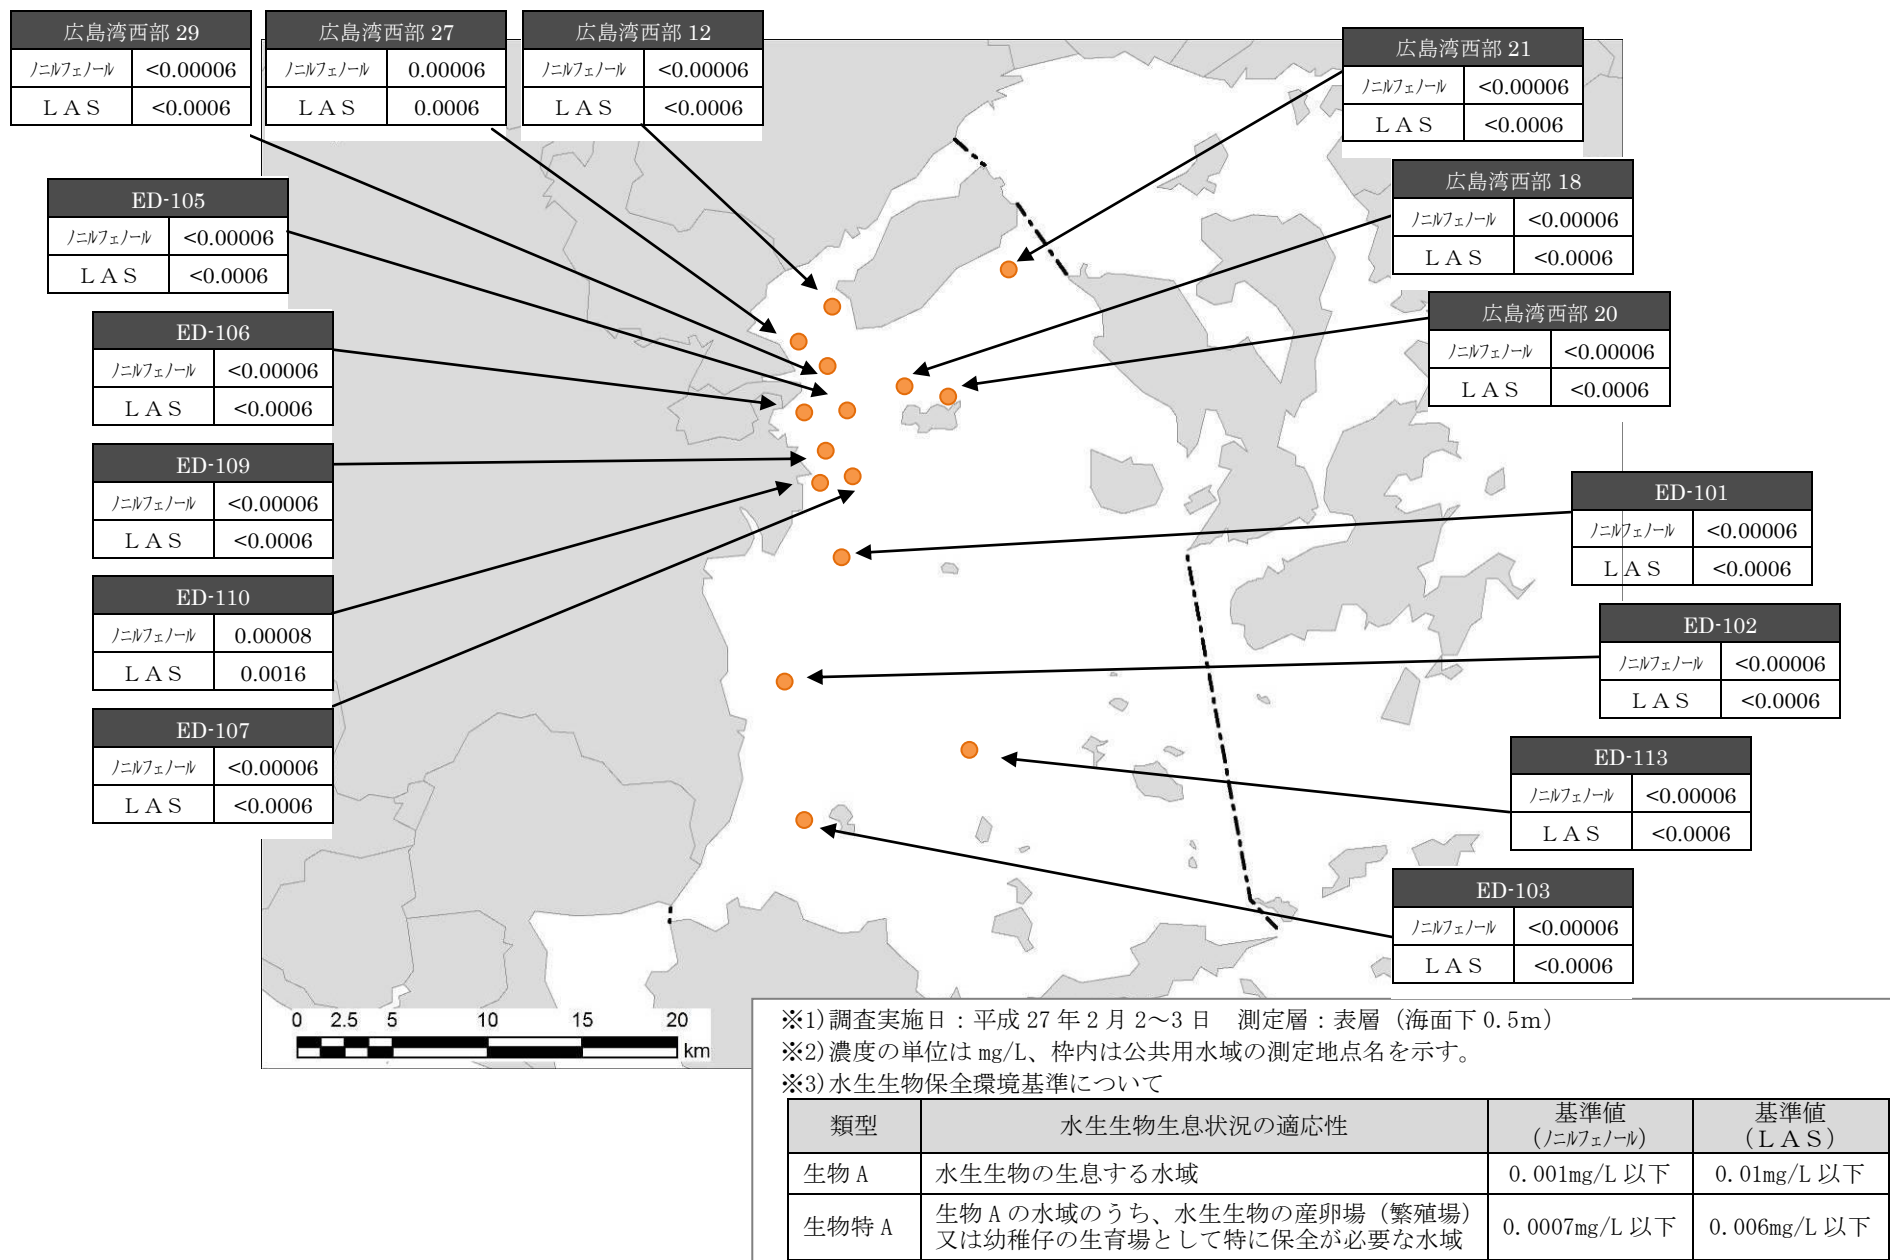 広島湾西部 29
ﾉﾆﾙﾌｪﾉｰﾙ <0.00006
ＬＡＳ <0.0006
広島湾西部 27
ﾉﾆﾙﾌｪﾉｰﾙ 0.00006
ＬＡＳ 0.0006
広島湾西部 12
ﾉﾆﾙﾌｪﾉｰﾙ <0.00006
ＬＡＳ <0.0006
広島湾西部 21
ﾉﾆﾙﾌｪﾉｰﾙ <0.00006
ＬＡＳ <0.0006
広島湾西部 18
ﾉﾆﾙﾌｪﾉｰﾙ <0.00006
ＬＡＳ <0.0006
広島湾西部 20
ﾉﾆﾙﾌｪﾉｰﾙ <0.00006
ＬＡＳ <0.0006
ED-105
ﾉﾆﾙﾌｪﾉｰﾙ <0.00006
ＬＡＳ <0.0006
ED-106
ﾉﾆﾙﾌｪﾉｰﾙ <0.00006
ＬＡＳ <0.0006
ED-109
ﾉﾆﾙﾌｪﾉｰﾙ <0.00006
ＬＡＳ <0.0006
ED-110
ﾉﾆﾙﾌｪﾉｰﾙ 0.00008
ＬＡＳ 0.0016
ED-107
ﾉﾆﾙﾌｪﾉｰﾙ <0.00006
ＬＡＳ <0.0006
ED-101
ﾉﾆﾙﾌｪﾉｰﾙ <0.00006
ＬＡＳ <0.0006
ED-102
ﾉﾆﾙﾌｪﾉｰﾙ <0.00006
ＬＡＳ <0.0006
ED-113
ﾉﾆﾙﾌｪﾉｰﾙ <0.00006
ＬＡＳ <0.0006
ED-103
ﾉﾆﾙﾌｪﾉｰﾙ <0.00006
ＬＡＳ <0.0006
0 2.5 5 10 15 20
km
※1)調査実施日：平成 27 年 2 月 2～3 日　測定層：表層（海面下 0.5m）
※2)濃度の単位は mg/L、枠内は公共用水域の測定地点名を示す。
※3)水生生物保全環境基準について
類型 水生生物生息状況の適応性 基準値 基準値
（ﾉﾆﾙﾌｪﾉｰﾙ） （ＬＡＳ）
生物 A 水生生物の生息する水域 0.001mg/L 以下 0.01mg/L 以下
生物特 A 生物 A の水域のうち、水生生物の産卵場（繁殖場） 0.0007mg/L 以下 0.006mg/L 以下
又は幼稚仔の生育場として特に保全が必要な水域